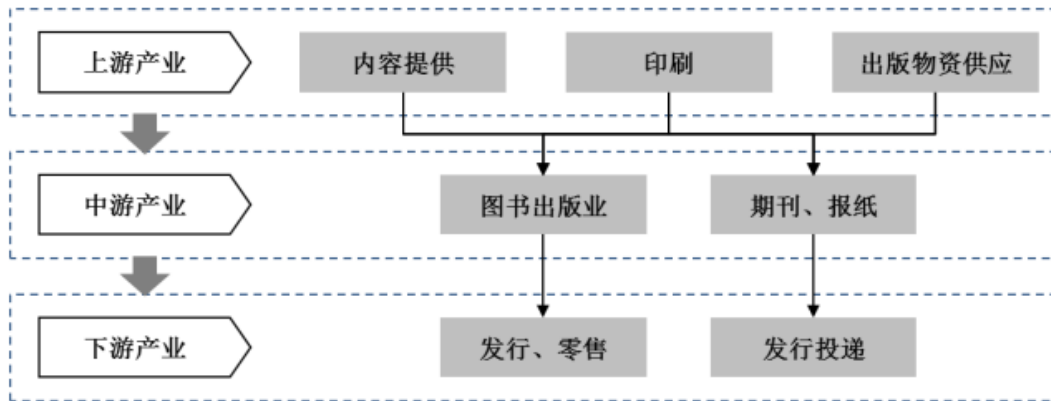 上游产业 内容提供 印刷 出版物资供应
中游产业 图书出版业 期刊、报纸
下游产业 发行、零售 发行投递